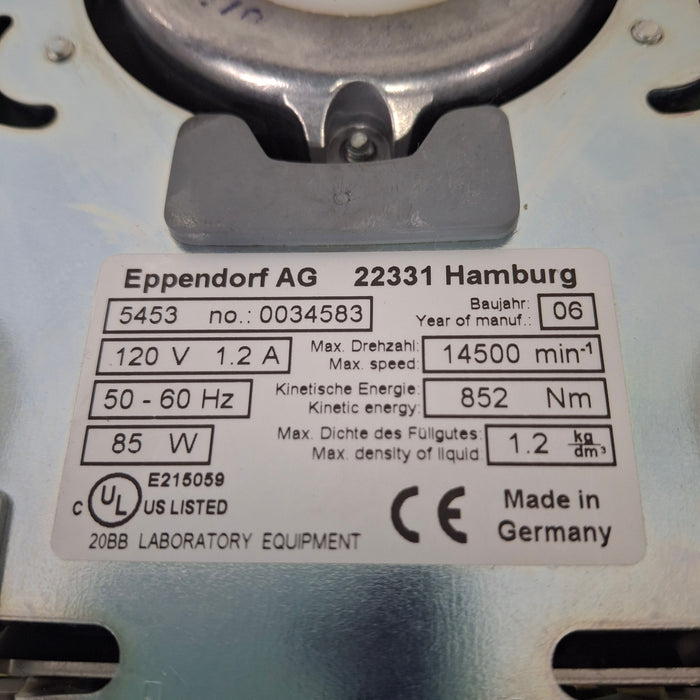 Eppendorf AG 22331 Hamburg
5453 no.: 0034583
Baujahr:
Year of manuf.: 06
120 V 1.2 A
Max. Drehzahl:
Max. speed: 14500 min⁻¹
50 - 60 Hz
Kinetische Energie:
Kinetic energy: 852 Nm
85 W
Max. Dichte des Füllgutes:
Max. density of liquid: 1.2 kg/dm³
E215059
C UL US LISTED
CE
Made in
Germany
20BB LABORATORY EQUIPMENT